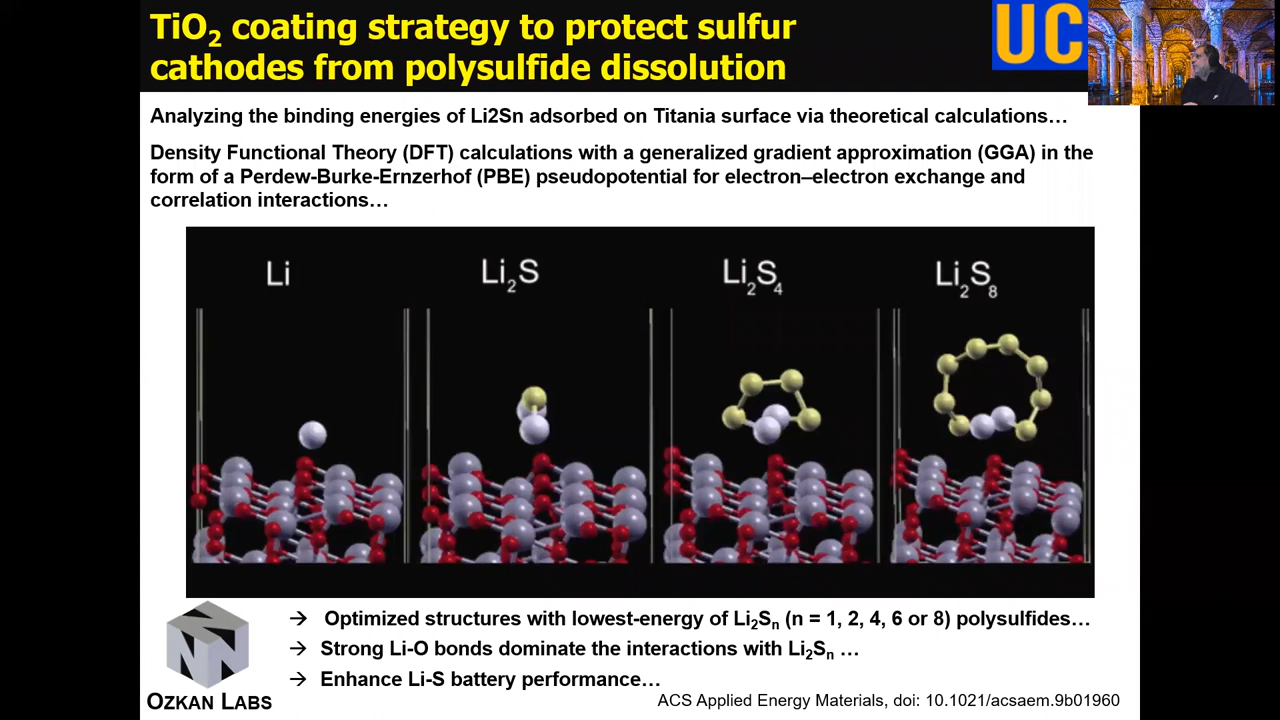 TiO₂ coating strategy to protect sulfur
cathodes from polysulfide dissolution
UC
Analyzing the binding energies of Li2Sn adsorbed on Titania surface via theoretical calculations…
Density Functional Theory (DFT) calculations with a generalized gradient approximation (GGA) in the
form of a Perdew-Burke-Ernzerhof (PBE) pseudopotential for electron–electron exchange and
correlation interactions…
Li Li₂S Li₂S₄ Li₂S₈
→ Optimized structures with lowest-energy of Li₂Sₙ (n = 1, 2, 4, 6 or 8) polysulfides…
→ Strong Li-O bonds dominate the interactions with Li₂Sₙ …
→ Enhance Li-S battery performance…
OZKAN LABS
ACS Applied Energy Materials, doi: 10.1021/acsaem.9b01960